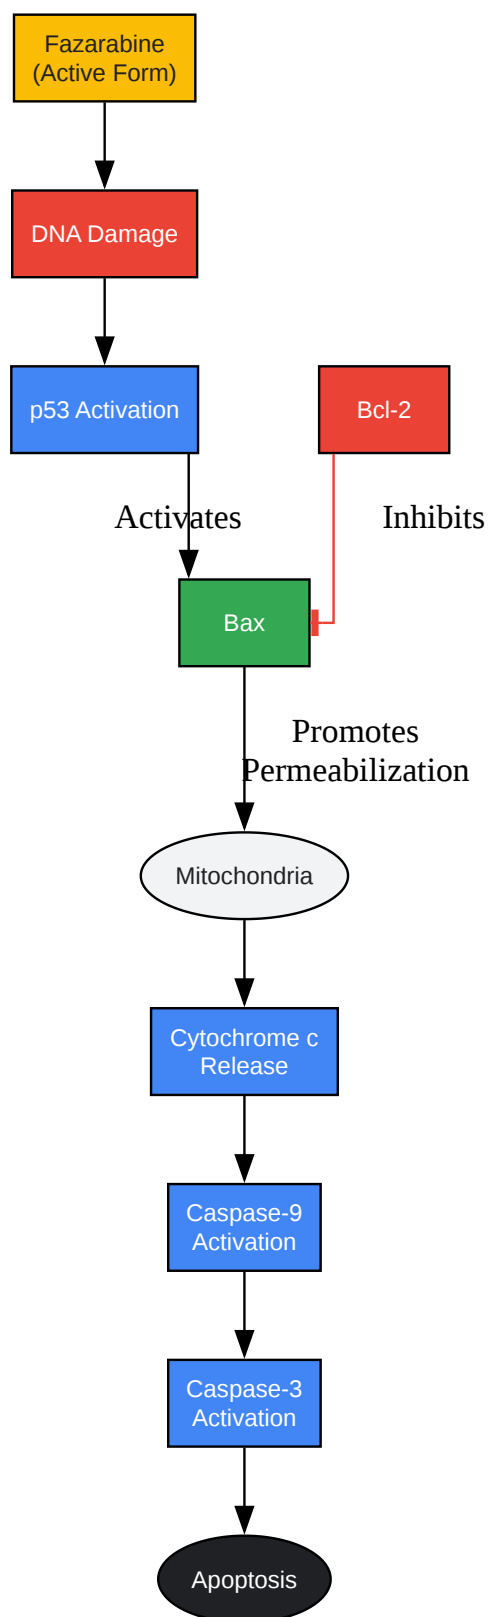 Fazarabine
(Active Form)
DNA Damage
p53 Activation
Bcl-2
Activates
Inhibits
Bax
Promotes
Permeabilization
Mitochondria
Cytochrome c
Release
Caspase-9
Activation
Caspase-3
Activation
Apoptosis